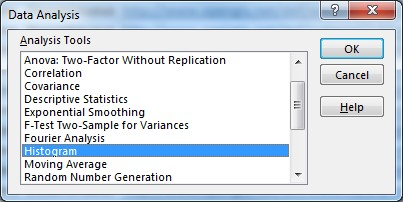 Data Analysis
?
Analysis Tools
Anova: Two-Factor Without Replication
Correlation
Covariance
Descriptive Statistics
Exponential Smoothing
F-Test Two-Sample for Variances
Fourier Analysis
Histogram
Moving Average
Random Number Generation
OK
Cancel
Help